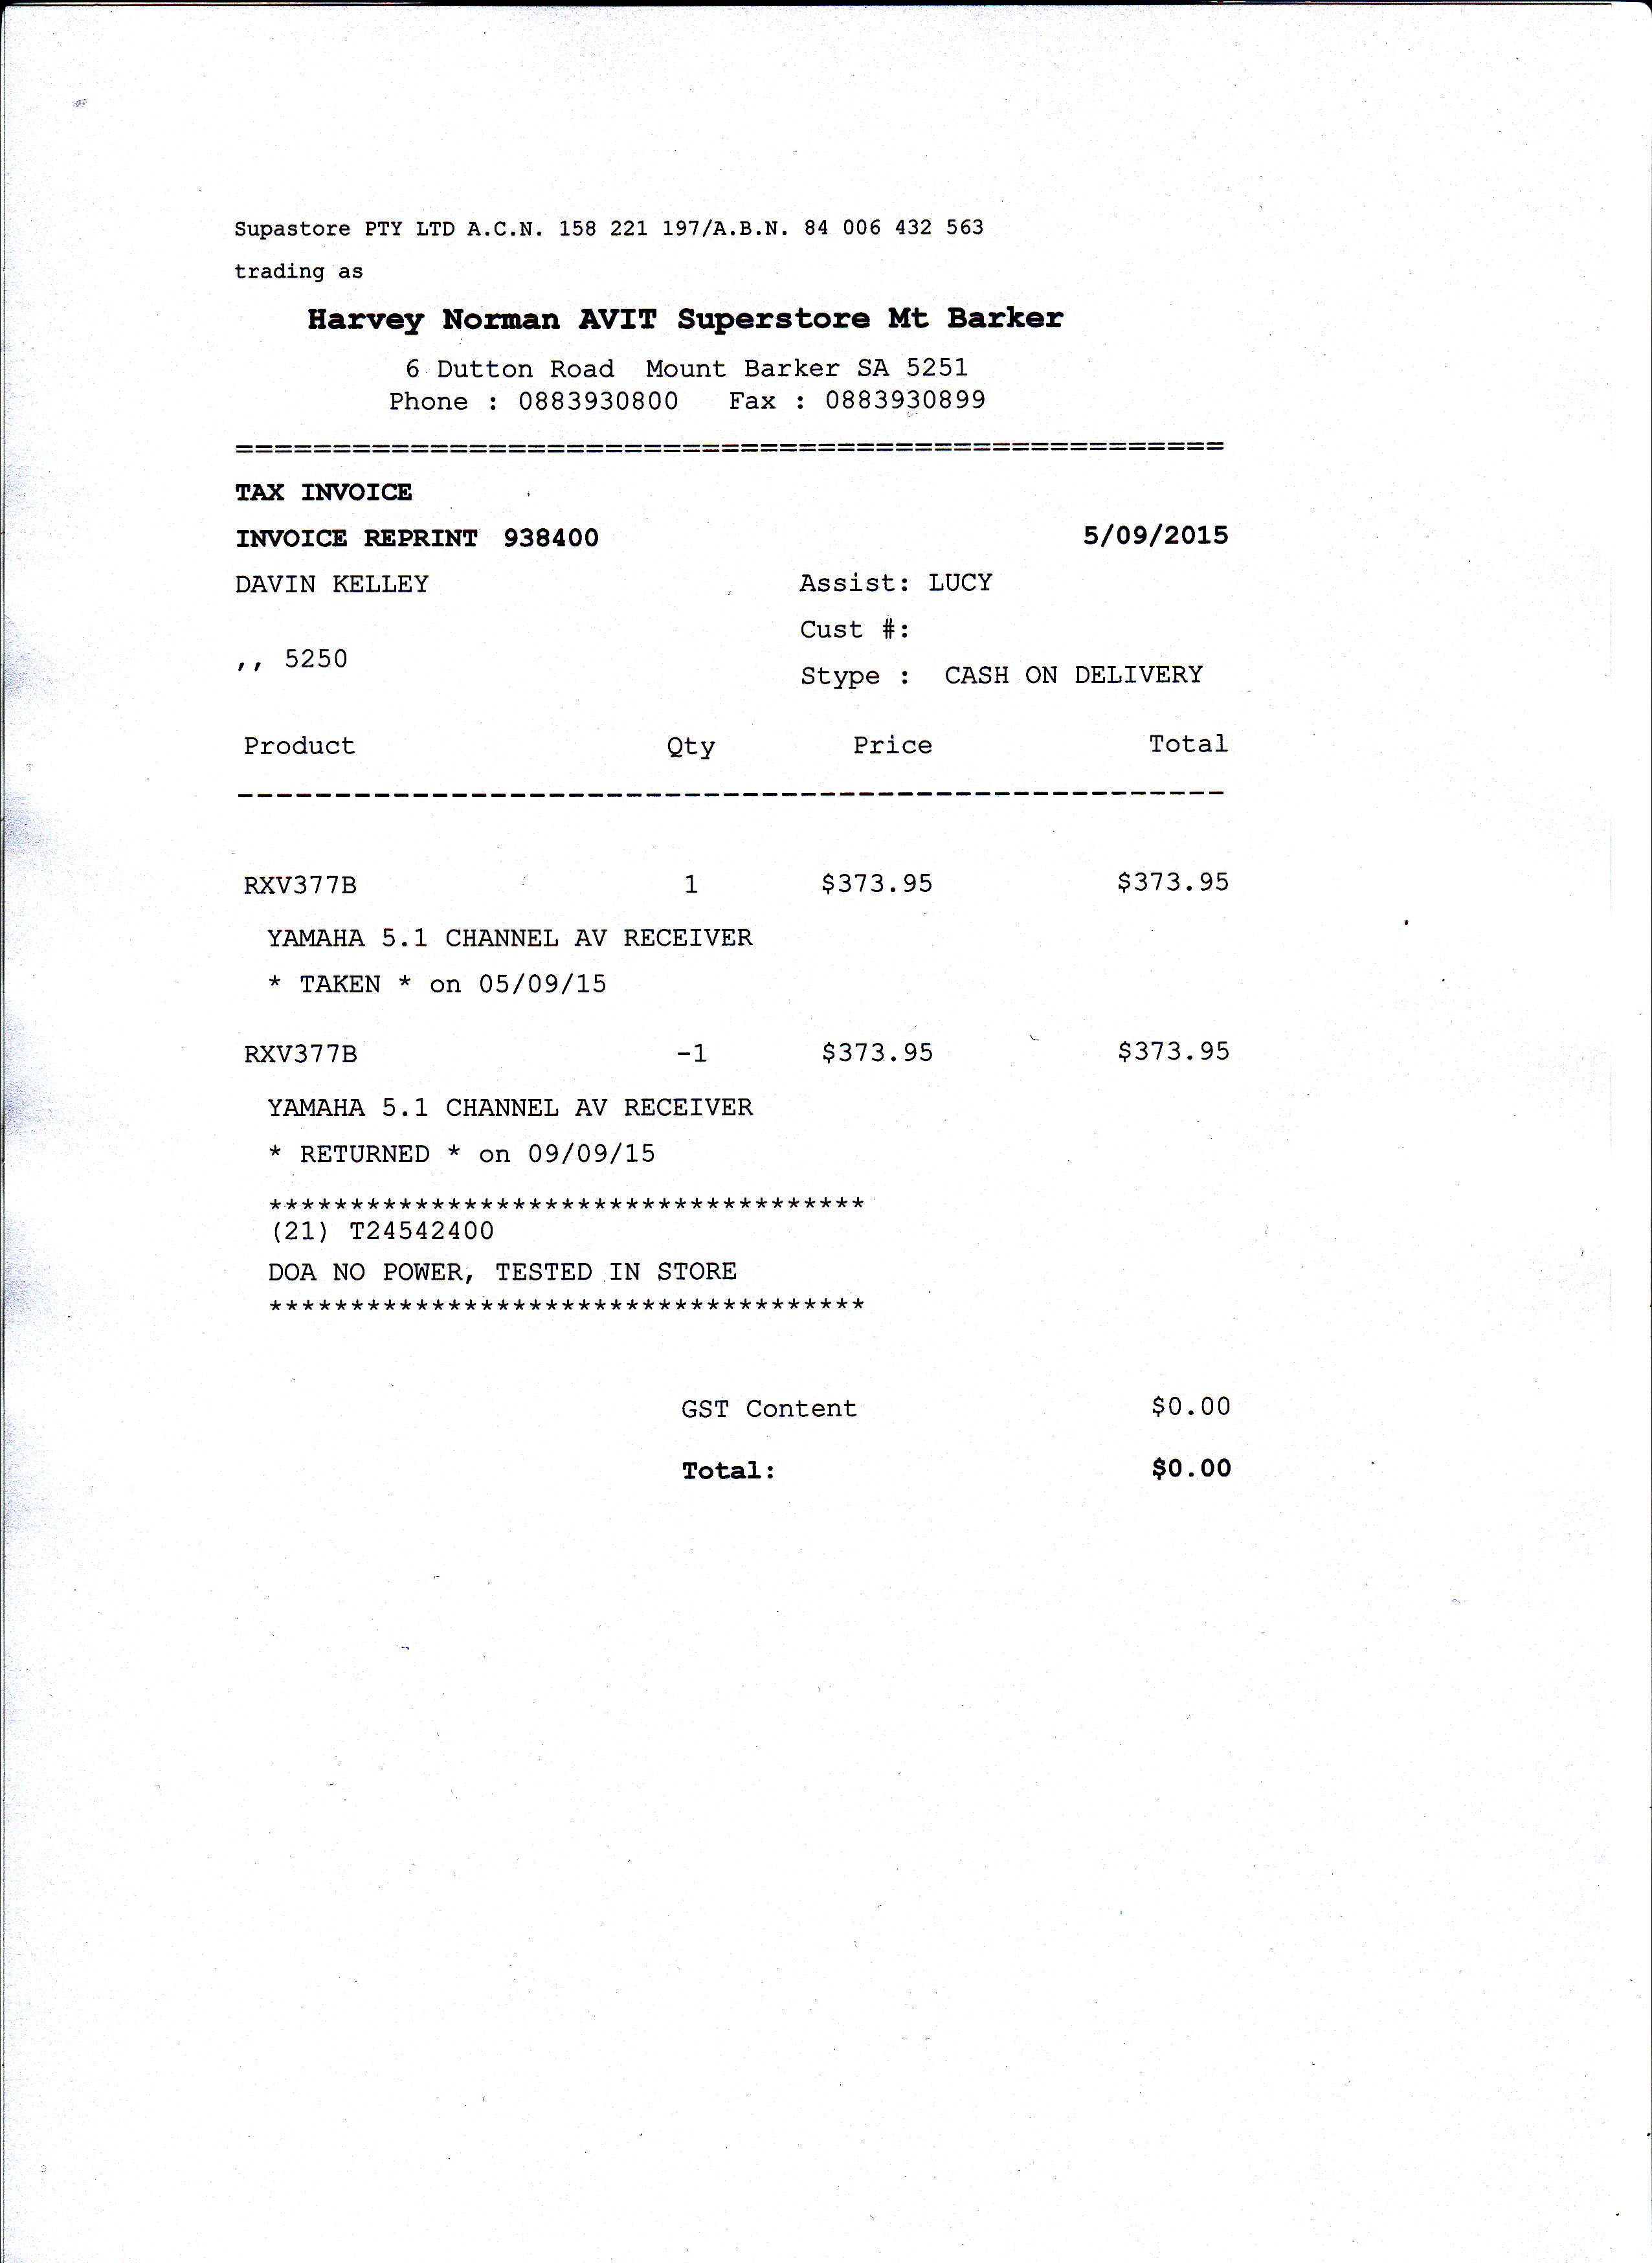 Supastore PTY LTD A.C.N. 158 221 197/A.B.N. 84 006 432 563
trading as
Harvey Norman AVIT Superstore Mt Barker
6 Dutton Road Mount Barker SA 5251
Phone : 0883930800 Fax : 0883930899
===================================================
TAX INVOICE
INVOICE REPRINT 938400 5/09/2015
DAVIN KELLEY Assist: LUCY
Cust #:
,, 5250
Stype : CASH ON DELIVERY
Product Qty Price Total
---------------------------------------------------
RXV377B 1 $373.95 $373.95
YAMAHA 5.1 CHANNEL AV RECEIVER
* TAKEN * on 05/09/15
RXV377B -1 $373.95 $373.95
YAMAHA 5.1 CHANNEL AV RECEIVER
* RETURNED * on 09/09/15
*************************************
(21) T24542400
DOA NO POWER, TESTED IN STORE
*************************************
GST Content $0.00
Total: $0.00